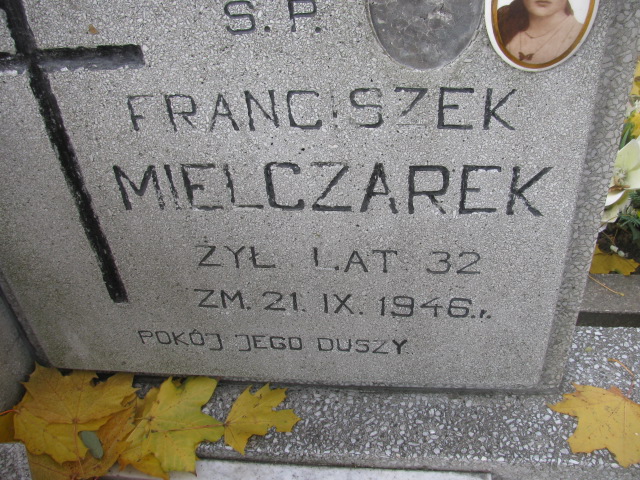 S.P.
FRANCISZEK
MIELCZAREK
ŻYŁ LAT 32
ZM. 21. IX. 1946.r.
POKÓJ JEGO DUSZY